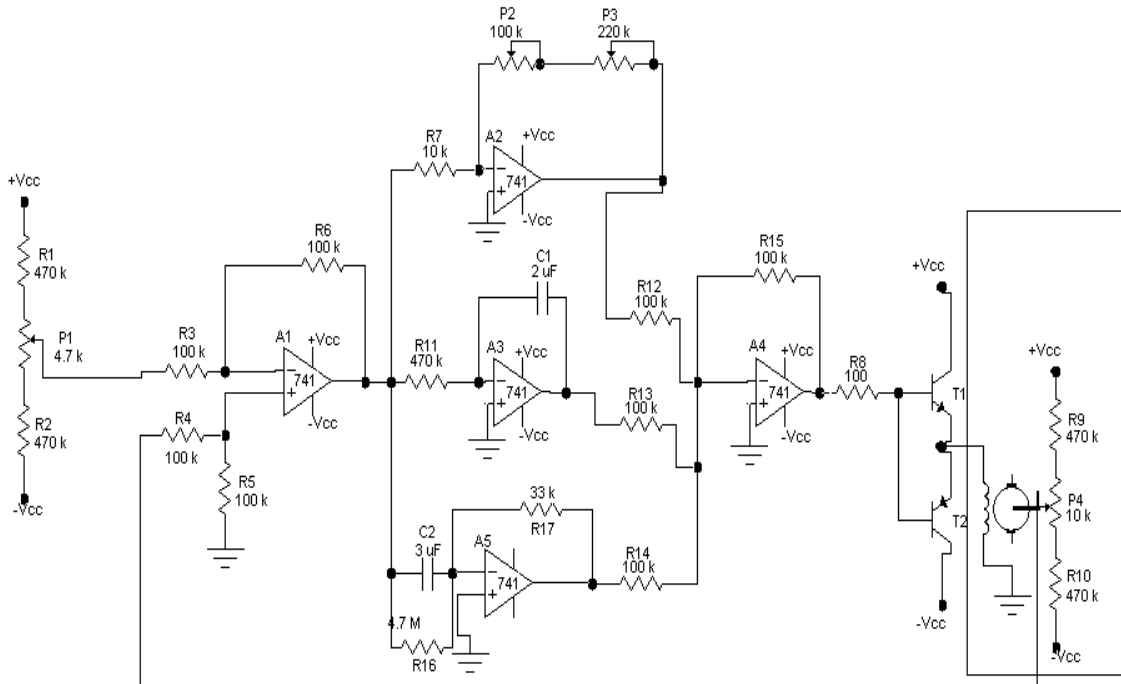 P2
100 k
P3
220 k
R7
10 k
A2
+Vcc
741
-Vcc
+Vcc
R1
470 k
P1
4.7 k
R2
470 k
-Vcc
R3
100 k
R4
100 k
R5
100 k
R6
100 k
A1
+Vcc
741
-Vcc
R11
470 k
C1
2 uF
A3
+Vcc
741
-Vcc
C2
3 uF
4.7 M
R16
33 k
R17
A5
741
R12
100 k
R13
100 k
R14
100 k
R15
100 k
A4
+Vcc
741
-Vcc
R8
100
+Vcc
T1
T2
-Vcc
+Vcc
R9
470 k
P4
10 k
R10
470 k
-Vcc